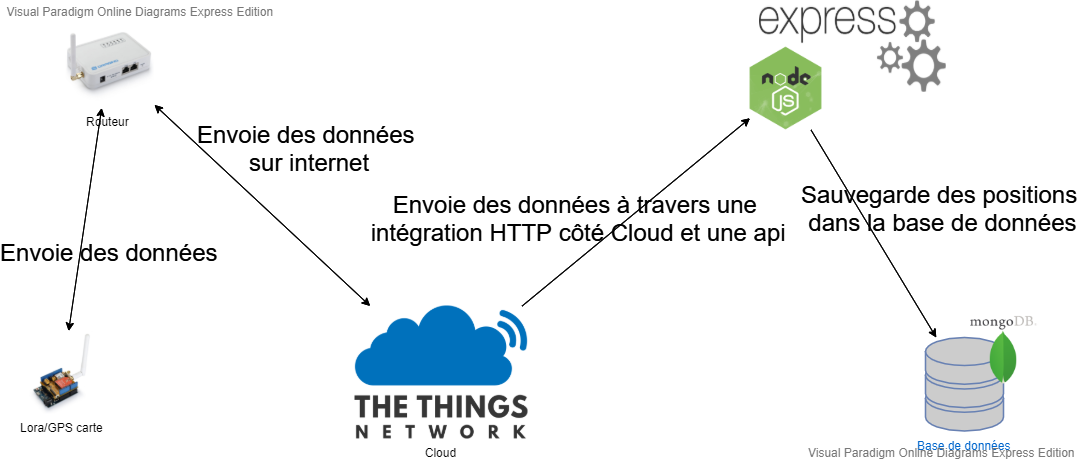 Visual Paradigm Online Diagrams Express Edition
express
node
JS
Routeur
Envoie des données
sur internet
Envoie des données à travers une
intégration HTTP côté Cloud et une api
Sauvegarde des positions
dans la base de données
Envoie des données
mongoDB.
Lora/GPS carte
THE THINGS
NETWORK
Cloud
Base de données
Visual Paradigm Online Diagrams Express Edition